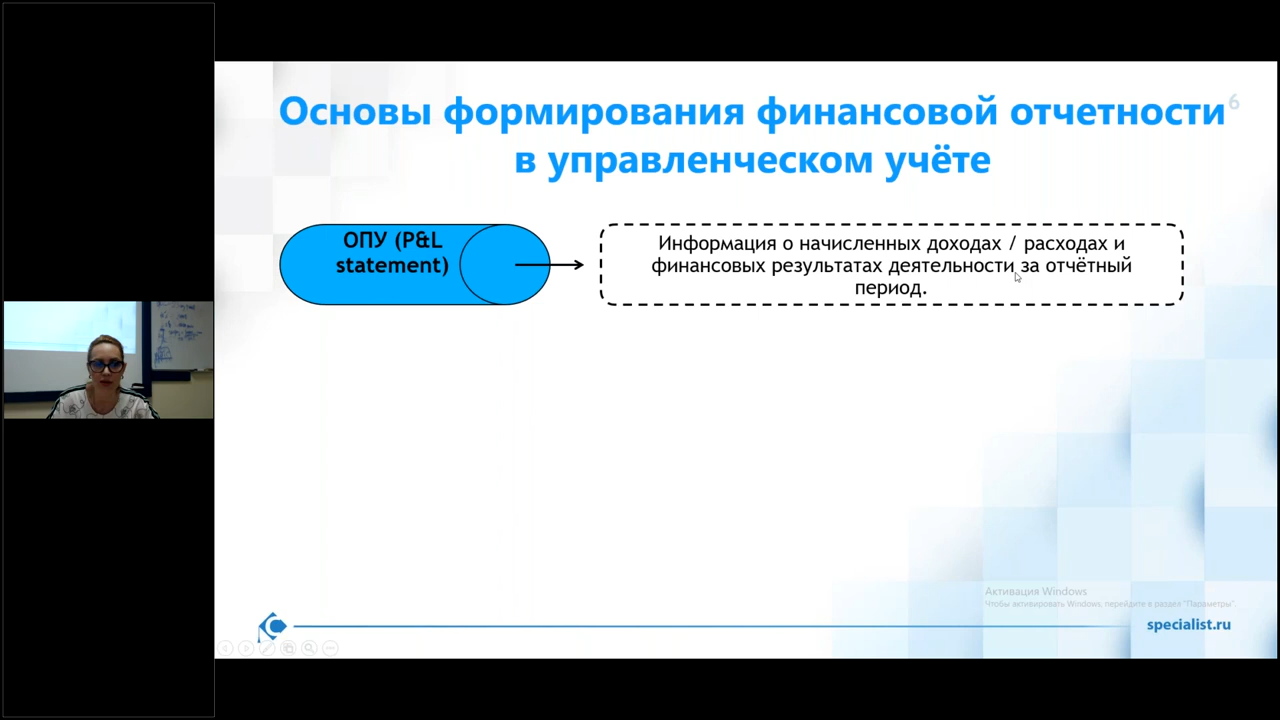 Основы формирования финансовой отчетности
6
в управленческом учёте
ОПУ (P&L
statement)
Информация о начисленных доходах / расходах и
финансовых результатах деятельности за отчётный
период.
Активация Windows
Чтобы активировать Windows, перейдите в раздел "Параметры".
specialist.ru